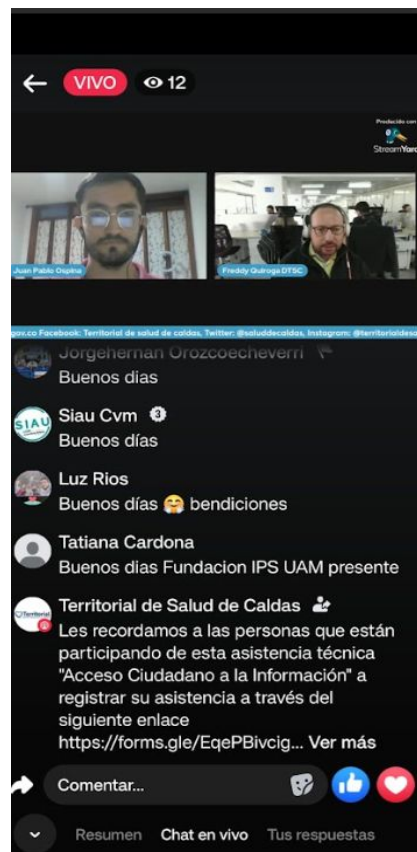 VIVO 12
Producido con
StreamYard
Juan Pablo Ospina
Freddy Quiroga DTSC
gov.co Facebook: Territorial de salud de caldas, Twitter: @saluddecaldas, Instagram: @territorialdesa
Jorgehernan Orozcoecheverri
Buenos dias
SIAU
Siau Cvm 3
Buenos días
Luz Rios
Buenos días bendiciones
Tatiana Cardona
Buenos dias Fundacion IPS UAM presente
Territorial
Territorial de Salud de Caldas
Les recordamos a las personas que están
participando de esta asistencia técnica
"Acceso Ciudadano a la Información" a
registrar su asistencia a través del
siguiente enlace
https://forms.gle/EqePBivcig... Ver más
Comentar...
Resumen Chat en vivo Tus respuestas